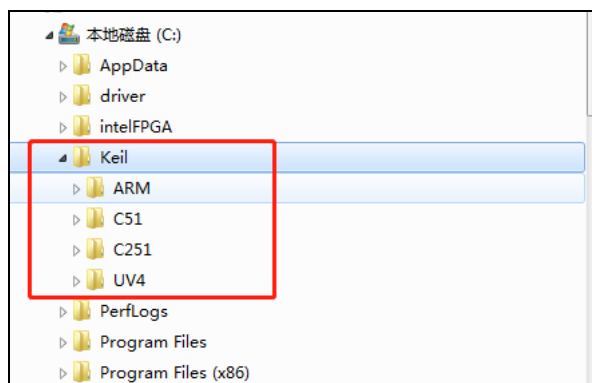 本地磁盘 (C:)
AppData
driver
intelFPGA
Keil
ARM
C51
C251
UV4
PerfLogs
Program Files
Program Files (x86)